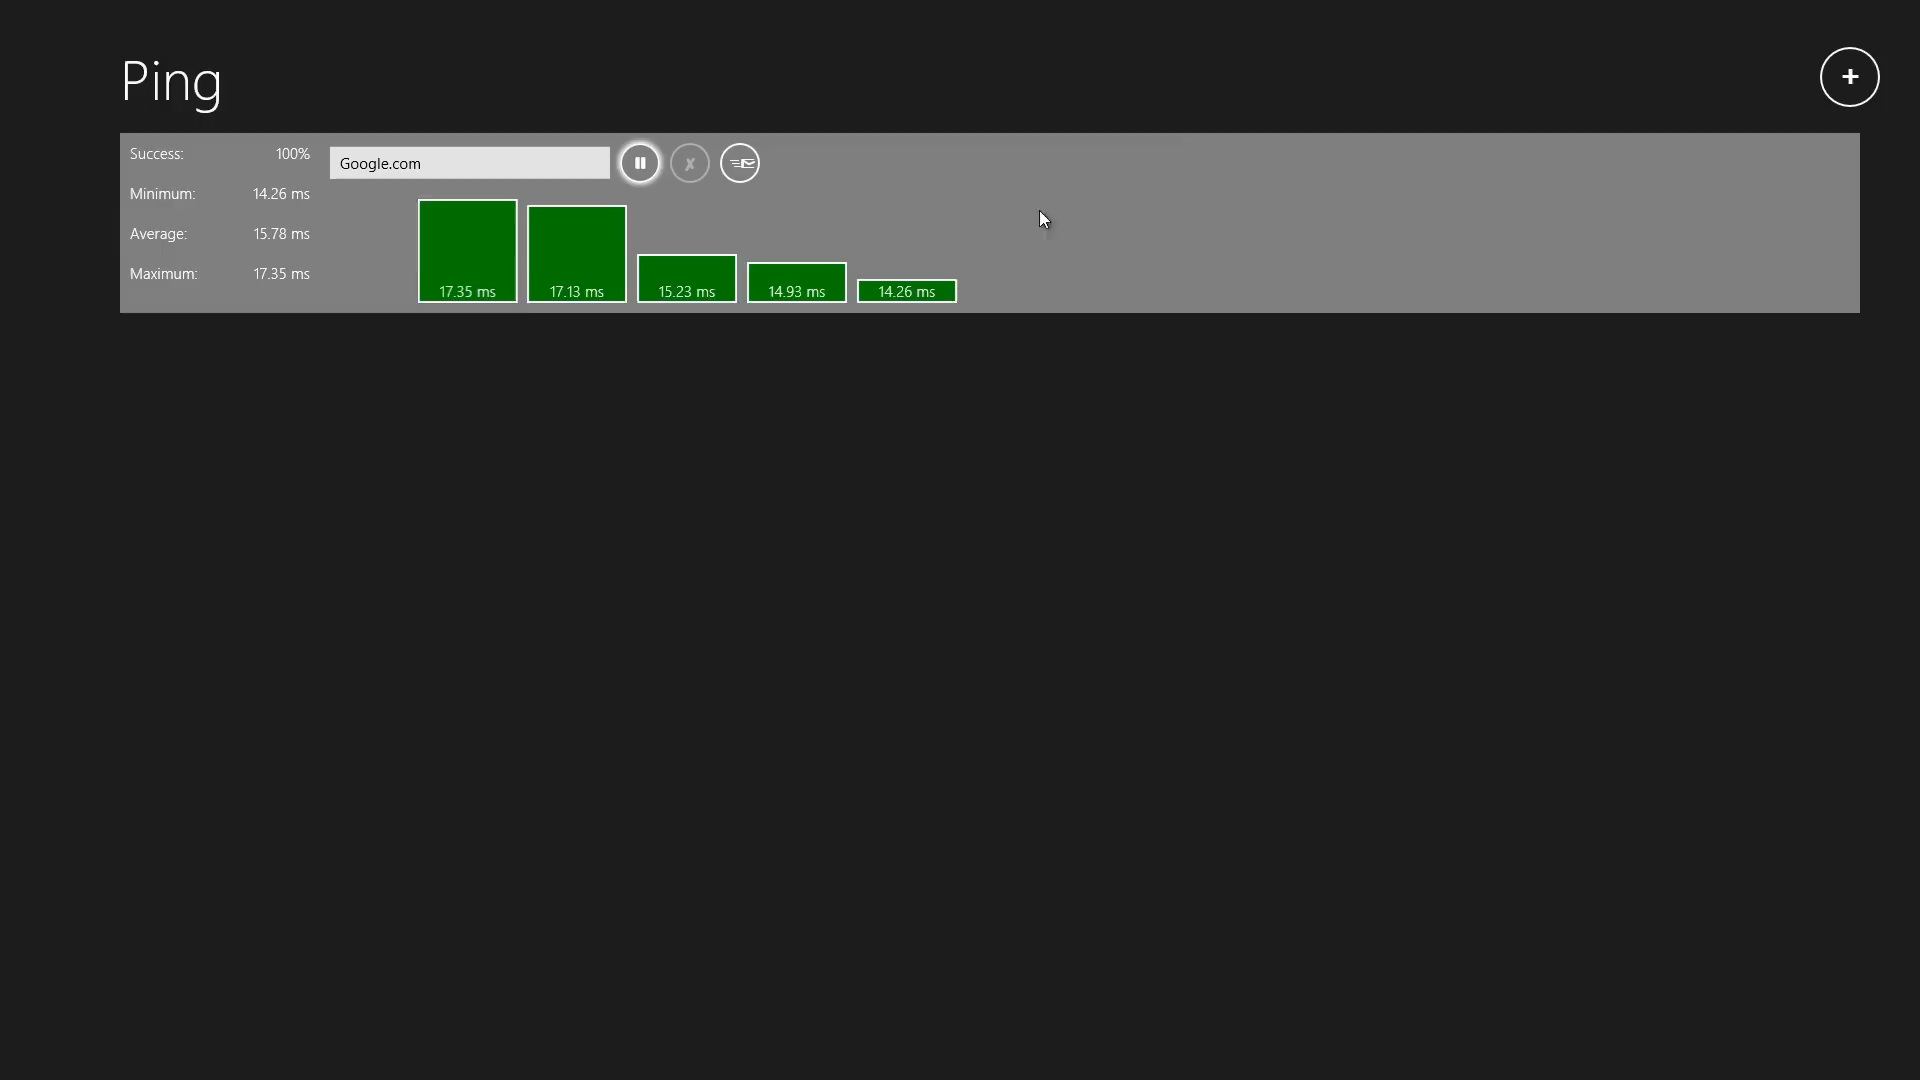 Ping
+
Success: 100%
Google.com
Minimum: 14.26 ms
Average: 15.78 ms
Maximum: 17.35 ms
17.35 ms 17.13 ms 15.23 ms 14.93 ms 14.26 ms